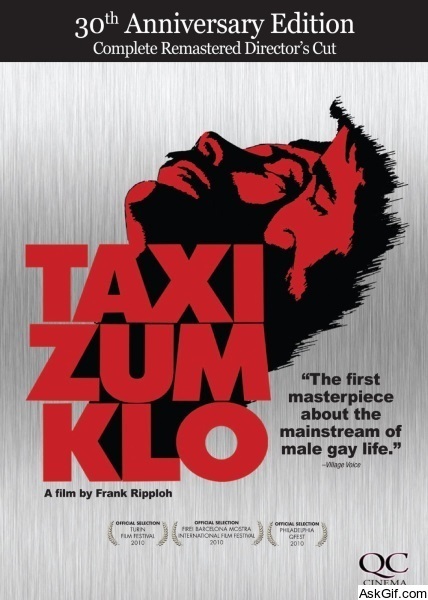 30th Anniversary Edition
Complete Remastered Director's Cut
TAXI
ZUM
KLO
"The first
masterpiece
about the
mainstream of
male gay life."
–Village Voice
A film by Frank Ripploh
OFFICIAL SELECTION
TURIN
FILM FESTIVAL
2010
OFFICIAL SELECTION
FIRE! BARCELONA MOSTRA
INTERNATIONAL FILM FESTIVAL
2010
OFFICIAL SELECTION
PHILADELPHIA
QFEST
2010
QC
CINEMA
AskGif.com